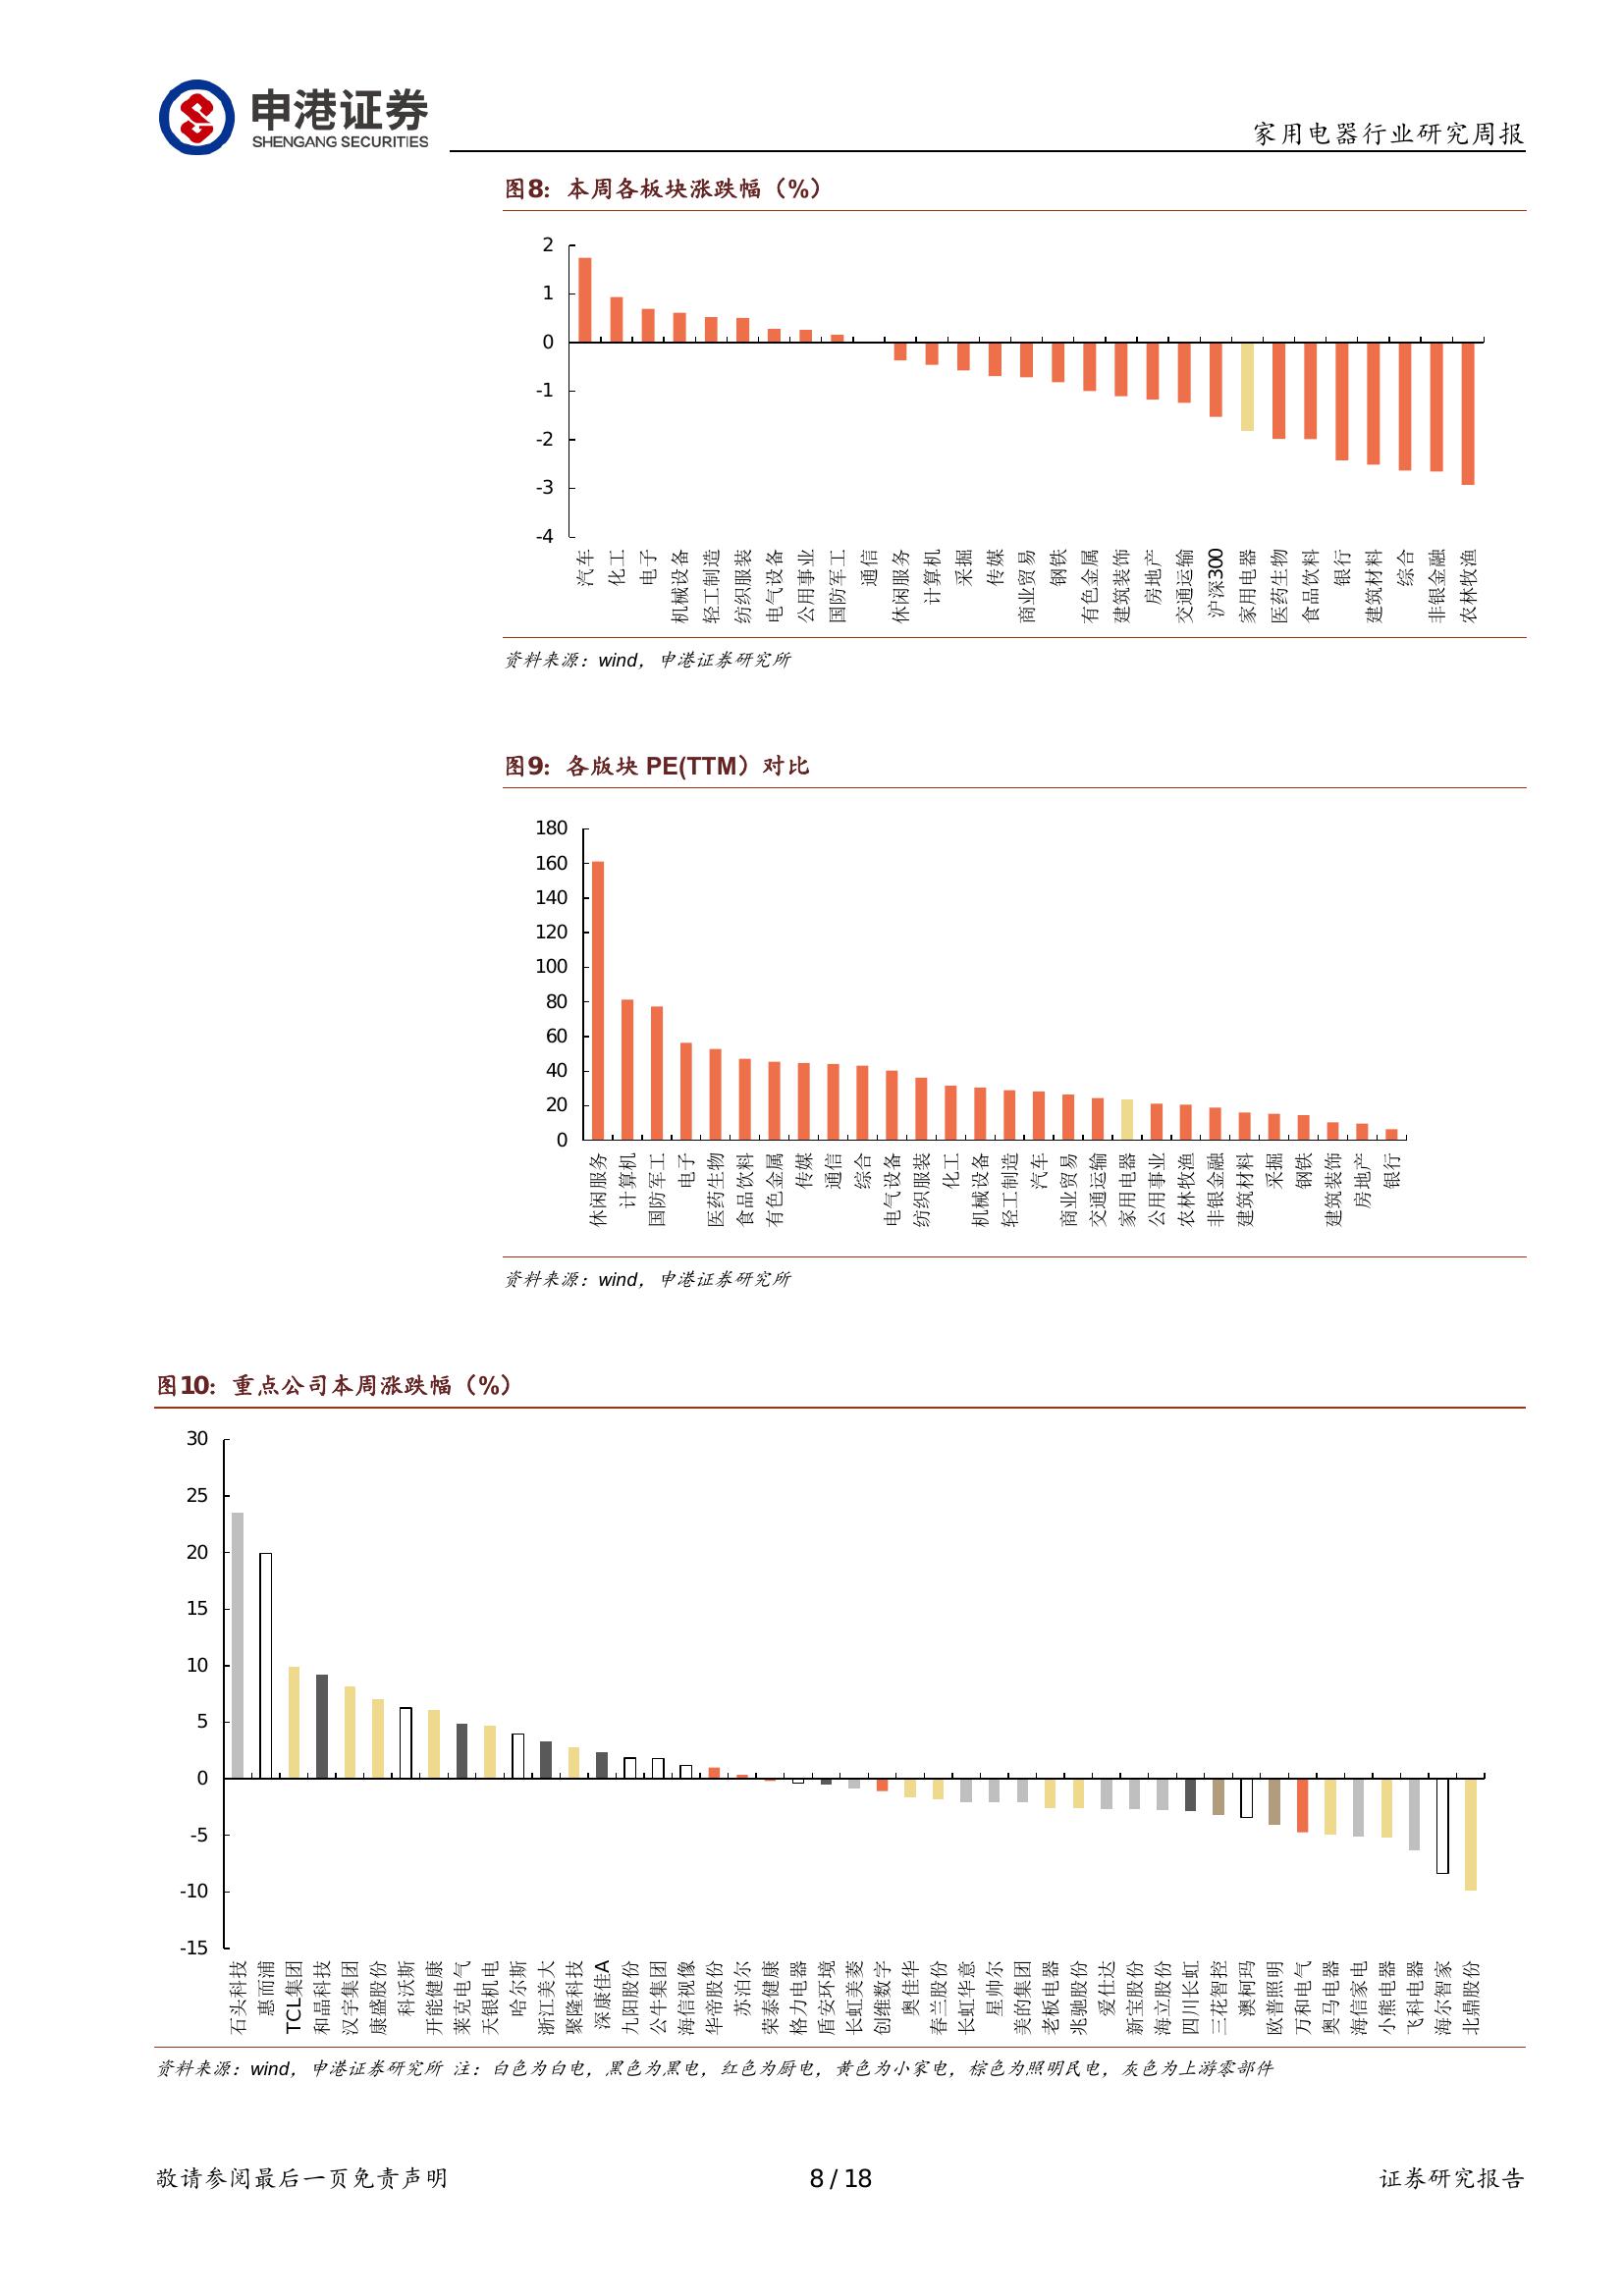 申港证券
SHENGANG SECURITIES
家用电器行业研究周报
图8：本周各板块涨跌幅（%）
2
1
0
-1
-2
-3
-4
汽车
化工
电子
机械设备
轻工制造
纺织服装
电气设备
公用事业
国防军工
通信
休闲服务
计算机
采掘
传媒
商业贸易
钢铁
有色金属
建筑装饰
房地产
交通运输
沪深300
家用电器
医药生物
食品饮料
银行
建筑材料
综合
非银金融
农林牧渔
资料来源：wind，申港证券研究所
图9：各版块 PE(TTM）对比
180
160
140
120
100
80
60
40
20
0
休闲服务
计算机
国防军工
电子
医药生物
食品饮料
有色金属
传媒
通信
综合
电气设备
纺织服装
化工
机械设备
轻工制造
汽车
商业贸易
交通运输
家用电器
公用事业
农林牧渔
非银金融
建筑材料
采掘
钢铁
建筑装饰
房地产
银行
资料来源：wind，申港证券研究所
图10：重点公司本周涨跌幅（%）
30
25
20
15
10
5
0
-5
-10
-15
石头科技
惠而浦
TCL集团
和晶科技
汉宇集团
康盛股份
科沃斯
开能健康
莱克电气
天银机电
哈尔斯
浙江美大
聚隆科技
深康佳A
九阳股份
公牛集团
海信视像
华帝股份
苏泊尔
荣泰健康
格力电器
盾安环境
长虹美菱
创维数字
奥佳华
春兰股份
长虹华意
星帅尔
美的集团
老板电器
兆驰股份
爱仕达
新宝股份
海立股份
四川长虹
三花智控
澳柯玛
欧普照明
万和电气
奥马电器
海信家电
小熊电器
飞科电器
海尔智家
北鼎股份
资料来源：wind，申港证券研究所 注：白色为白电，黑色为黑电，红色为厨电，黄色为小家电，棕色为照明民电，灰色为上游零部件
敬请参阅最后一页免责声明
8 / 18
证券研究报告